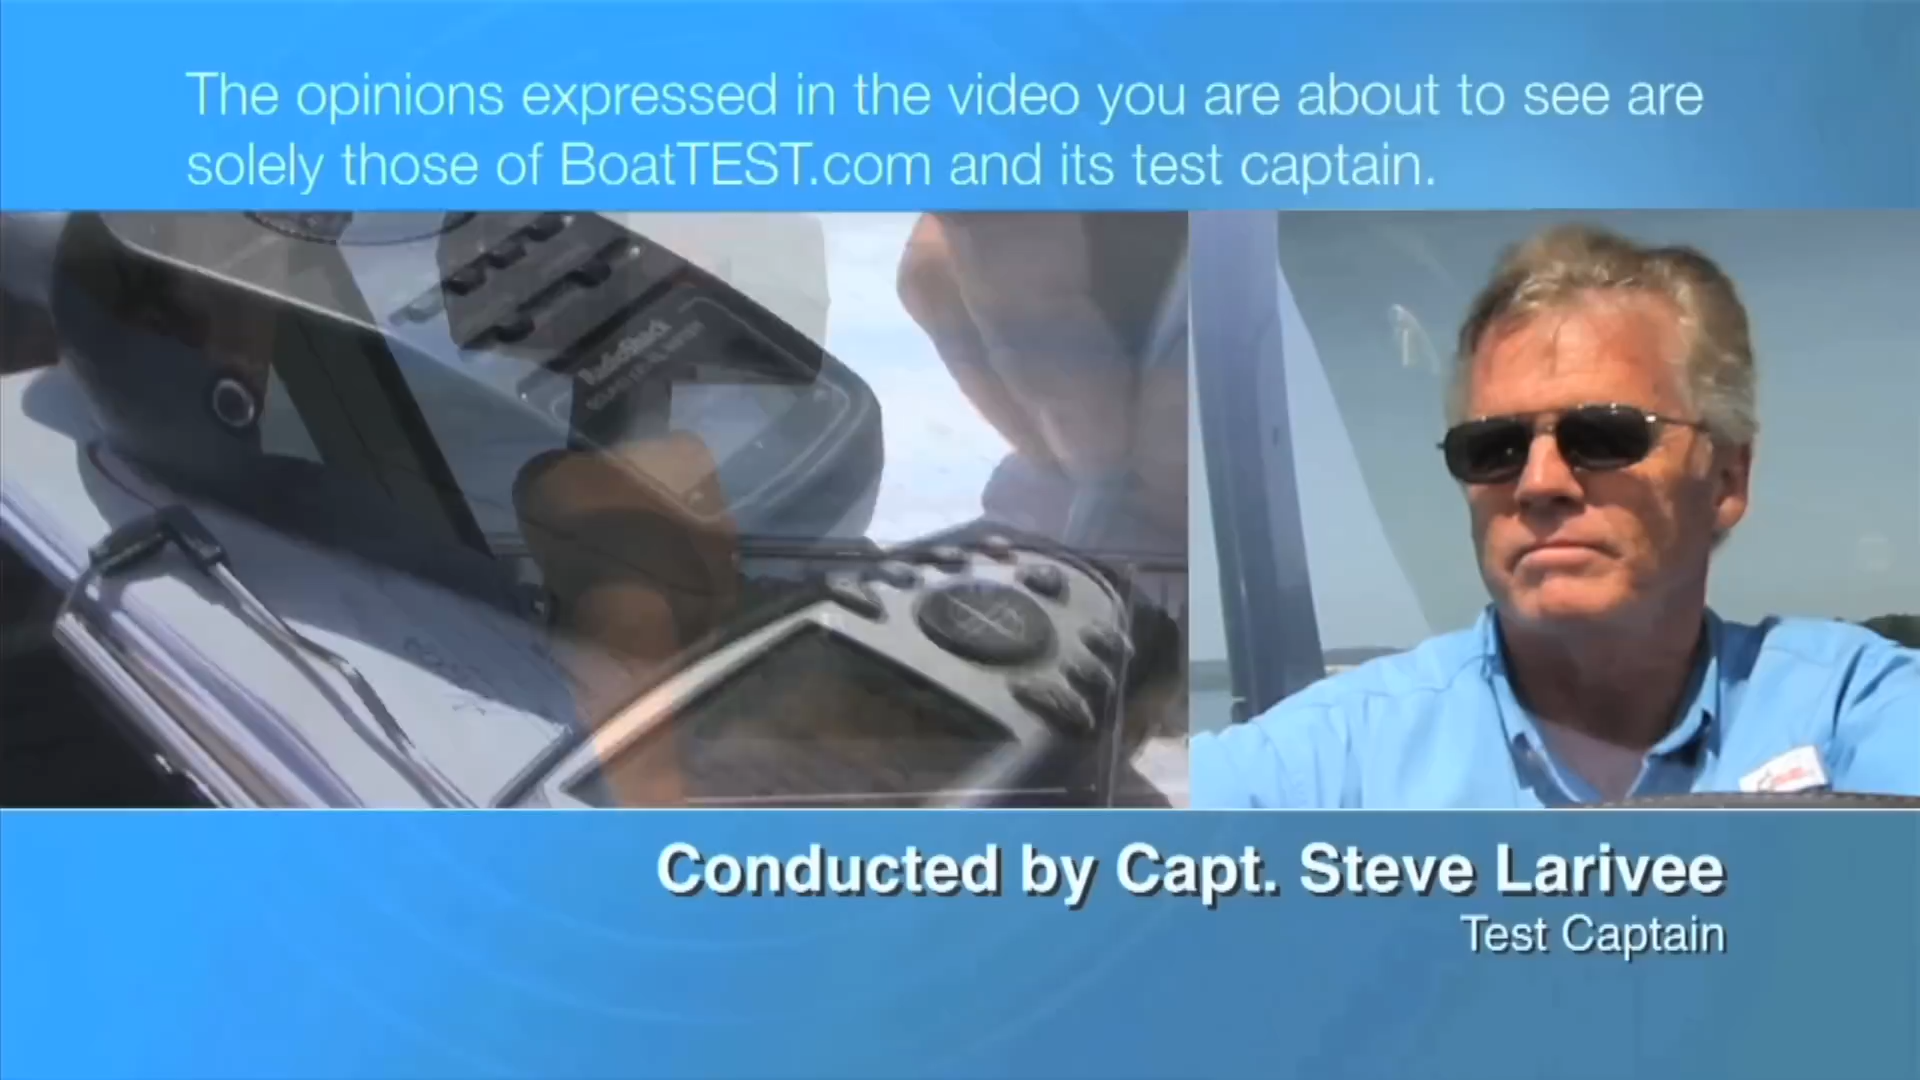 The opinions expressed in the video you are about to see are
solely those of BoatTEST.com and its test captain.
RadioShack
Conducted by Capt. Steve Larivee
Test Captain